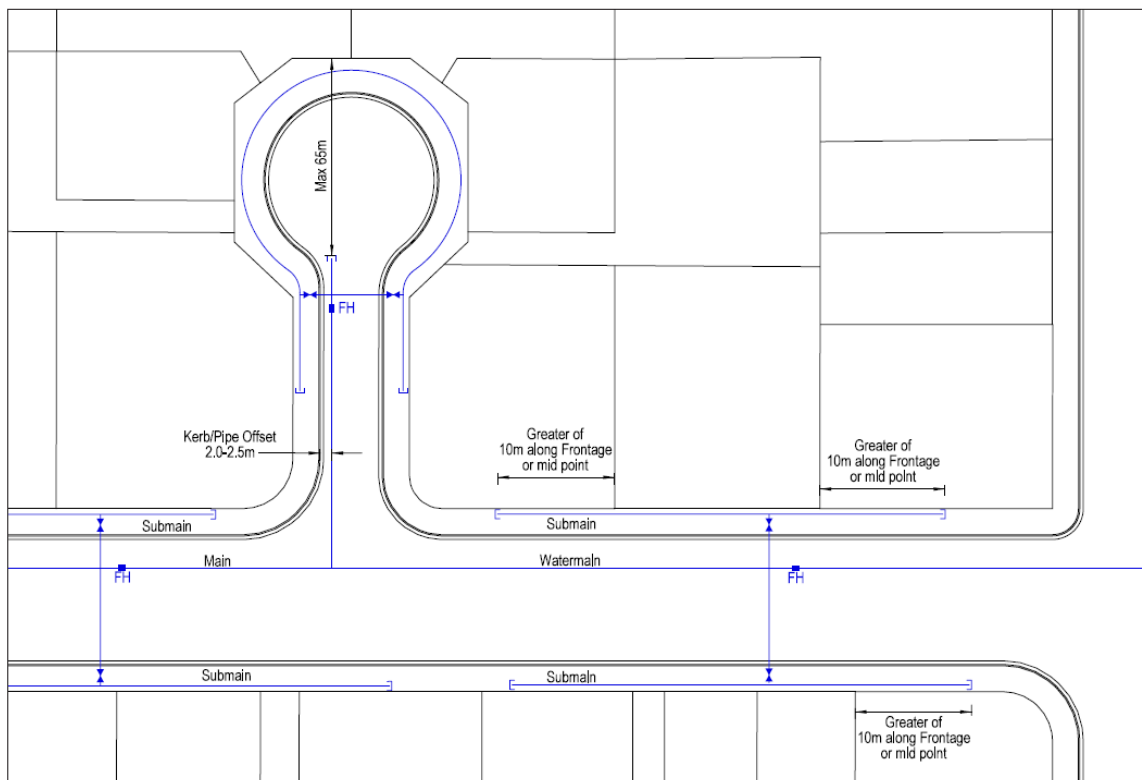 Max 65m
FH
Kerb/Pipe Offset
2.0-2.5m
Greater of
10m along Frontage
or mid point
Greater of
10m along Frontage
or mid point
Submain
Submain
Main
Watermain
FH
FH
Submain
Submain
Greater of
10m along Frontage
or mid point